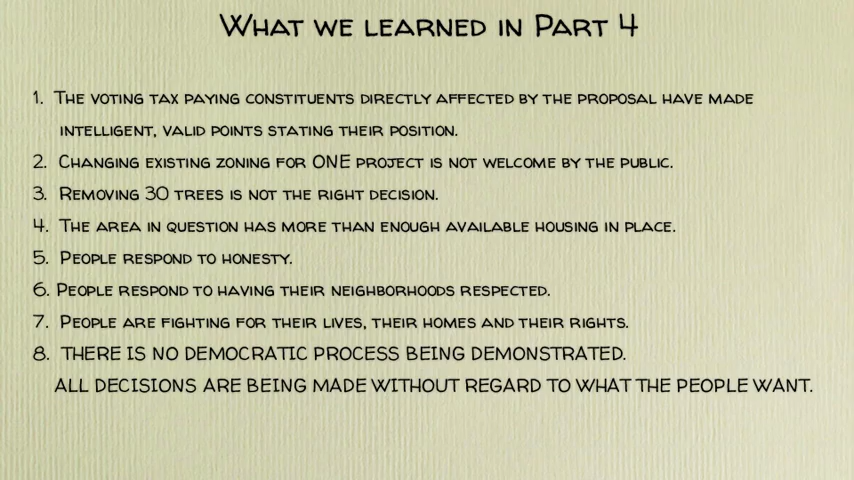 What we learned in Part 4
1. The voting tax paying constituents directly affected by the proposal have made
intelligent, valid points stating their position.
2. Changing existing zoning for ONE project is not welcome by the public.
3. Removing 30 trees is not the right decision.
4. The area in question has more than enough available housing in place.
5. People respond to honesty.
6. People respond to having their neighborhoods respected.
7. People are fighting for their lives, their homes and their rights.
8. THERE IS NO DEMOCRATIC PROCESS BEING DEMONSTRATED.
ALL DECISIONS ARE BEING MADE WITHOUT REGARD TO WHAT THE PEOPLE WANT.